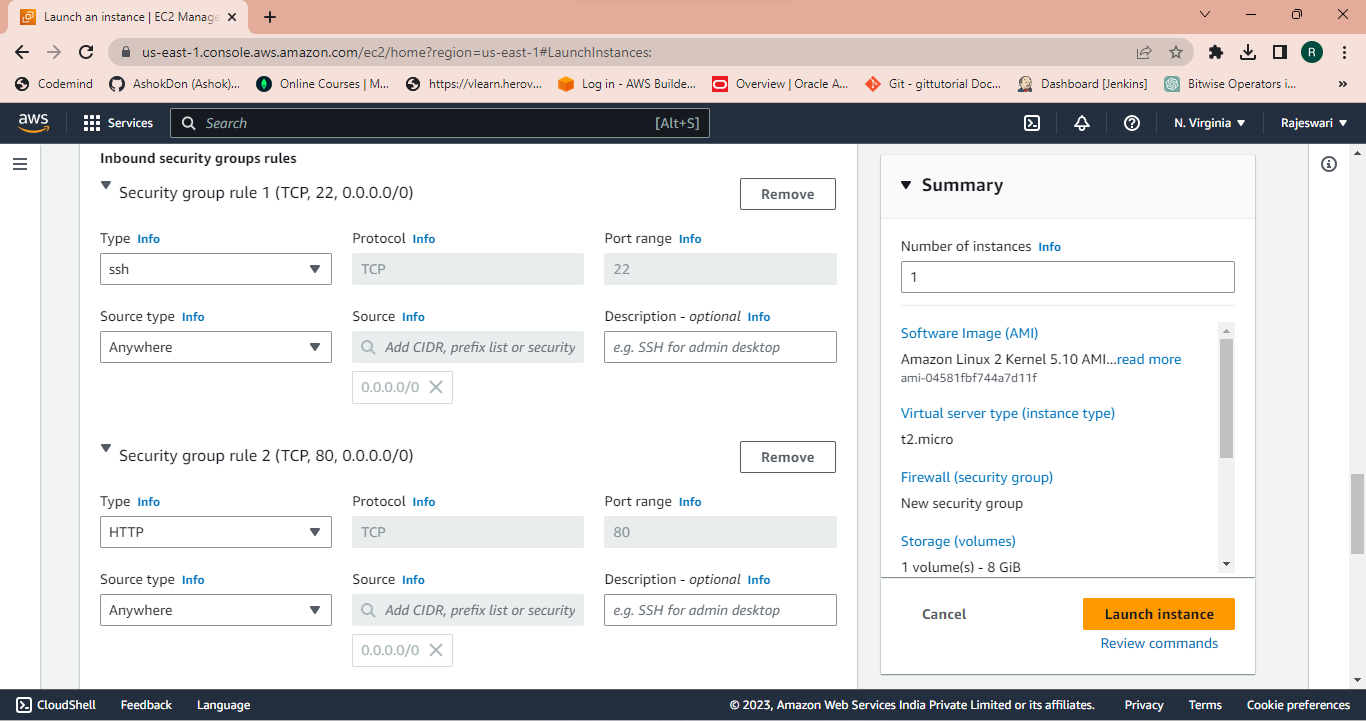 Launch an instance | EC2 Manage
us-east-1.console.aws.amazon.com/ec2/home?region=us-east-1#LaunchInstances:
R
Codemind
AshokDon (Ashok)...
Online Courses | M...
https://vlearn.herov...
Log in - AWS Builde...
Overview | Oracle A...
Git - gittutorial Doc...
Dashboard [Jenkins]
Bitwise Operators i...
aws
Services
Search
[Alt+S]
N. Virginia
Rajeswari
Inbound security groups rules
Security group rule 1 (TCP, 22, 0.0.0.0/0)
Remove
Type Info
Protocol Info
Port range Info
ssh
TCP
22
Source type Info
Source Info
Description - optional Info
Anywhere
Add CIDR, prefix list or security
e.g. SSH for admin desktop
0.0.0.0/0
Security group rule 2 (TCP, 80, 0.0.0.0/0)
Remove
Type Info
Protocol Info
Port range Info
HTTP
TCP
80
Source type Info
Source Info
Description - optional Info
Anywhere
Add CIDR, prefix list or security
e.g. SSH for admin desktop
0.0.0.0/0
Summary
Number of instances Info
1
Software Image (AMI)
Amazon Linux 2 Kernel 5.10 AMI...read more
ami-04581fbf744a7d11f
Virtual server type (instance type)
t2.micro
Firewall (security group)
New security group
Storage (volumes)
1 volume(s) - 8 GiB
Cancel
Launch instance
Review commands
CloudShell
Feedback
Language
© 2023, Amazon Web Services India Private Limited or its affiliates.
Privacy
Terms
Cookie preferences